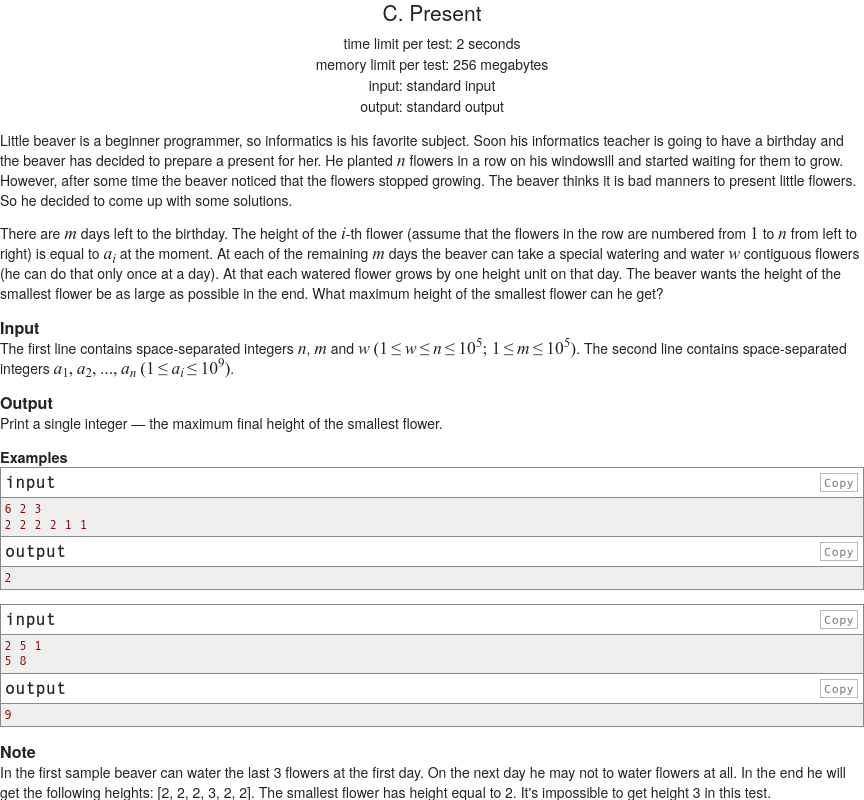 C. Present
time limit per test: 2 seconds
memory limit per test: 256 megabytes
input: standard input
output: standard output
Little beaver is a beginner programmer, so informatics is his favorite subject. Soon his informatics teacher is going to have a birthday and
the beaver has decided to prepare a present for her. He planted n flowers in a row on his windowsill and started waiting for them to grow.
However, after some time the beaver noticed that the flowers stopped growing. The beaver thinks it is bad manners to present little flowers.
So he decided to come up with some solutions.
There are m days left to the birthday. The height of the i-th flower (assume that the flowers in the row are numbered from 1 to n from left to
right) is equal to a_i at the moment. At each of the remaining m days the beaver can take a special watering and water w contiguous flowers
(he can do that only once at a day). At that each watered flower grows by one height unit on that day. The beaver wants the height of the
smallest flower be as large as possible in the end. What maximum height of the smallest flower can he get?
Input
The first line contains space-separated integers n, m and w (1 ≤ w ≤ n ≤ 10^5; 1 ≤ m ≤ 10^5). The second line contains space-separated
integers a_1, a_2, ..., a_n (1 ≤ a_i ≤ 10^9).
Output
Print a single integer — the maximum final height of the smallest flower.
Examples
input Copy
6 2 3
2 2 2 2 1 1
output Copy
2
input Copy
2 5 1
5 8
output Copy
9
Note
In the first sample beaver can water the last 3 flowers at the first day. On the next day he may not to water flowers at all. In the end he will
get the following heights: [2, 2, 2, 3, 2, 2]. The smallest flower has height equal to 2. It's impossible to get height 3 in this test.